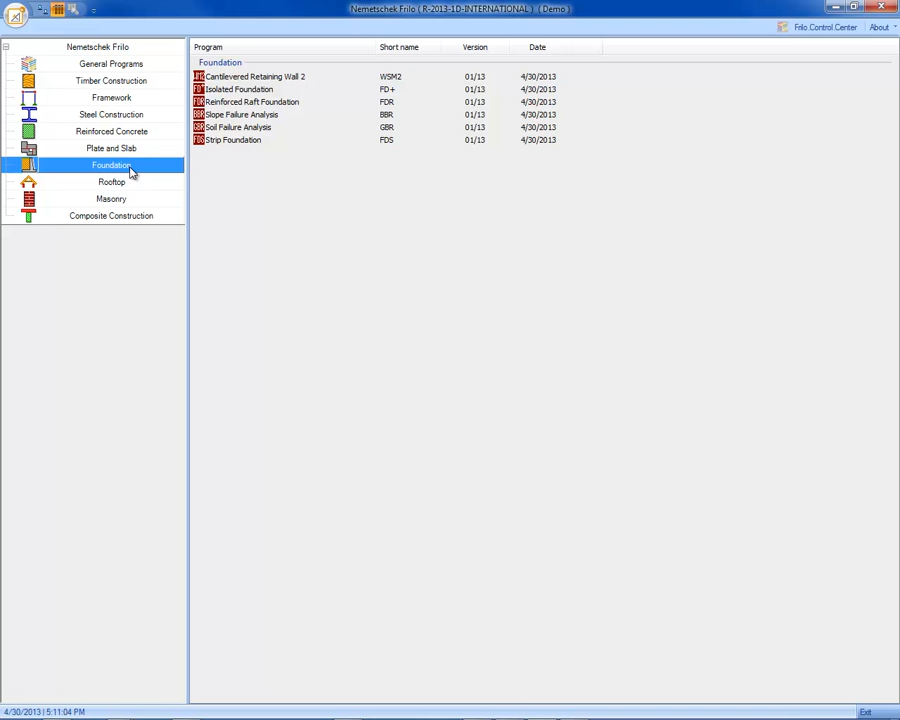 Nemetschek Frilo ( R-2013-1D-INTERNATIONAL ) ( Demo )
Frilo.Control.Center About
Nemetschek Frilo
General Programs
Timber Construction
Framework
Steel Construction
Reinforced Concrete
Plate and Slab
Foundation
Rooftop
Masonry
Composite Construction
Program Short name Version Date
Foundation
Cantilevered Retaining Wall 2 WSM2 01/13 4/30/2013
Isolated Foundation FD+ 01/13 4/30/2013
Reinforced Raft Foundation FDR 01/13 4/30/2013
Slope Failure Analysis BBR 01/13 4/30/2013
Soil Failure Analysis GBR 01/13 4/30/2013
Strip Foundation FDS 01/13 4/30/2013
4/30/2013 | 5:11:04 PM Exit